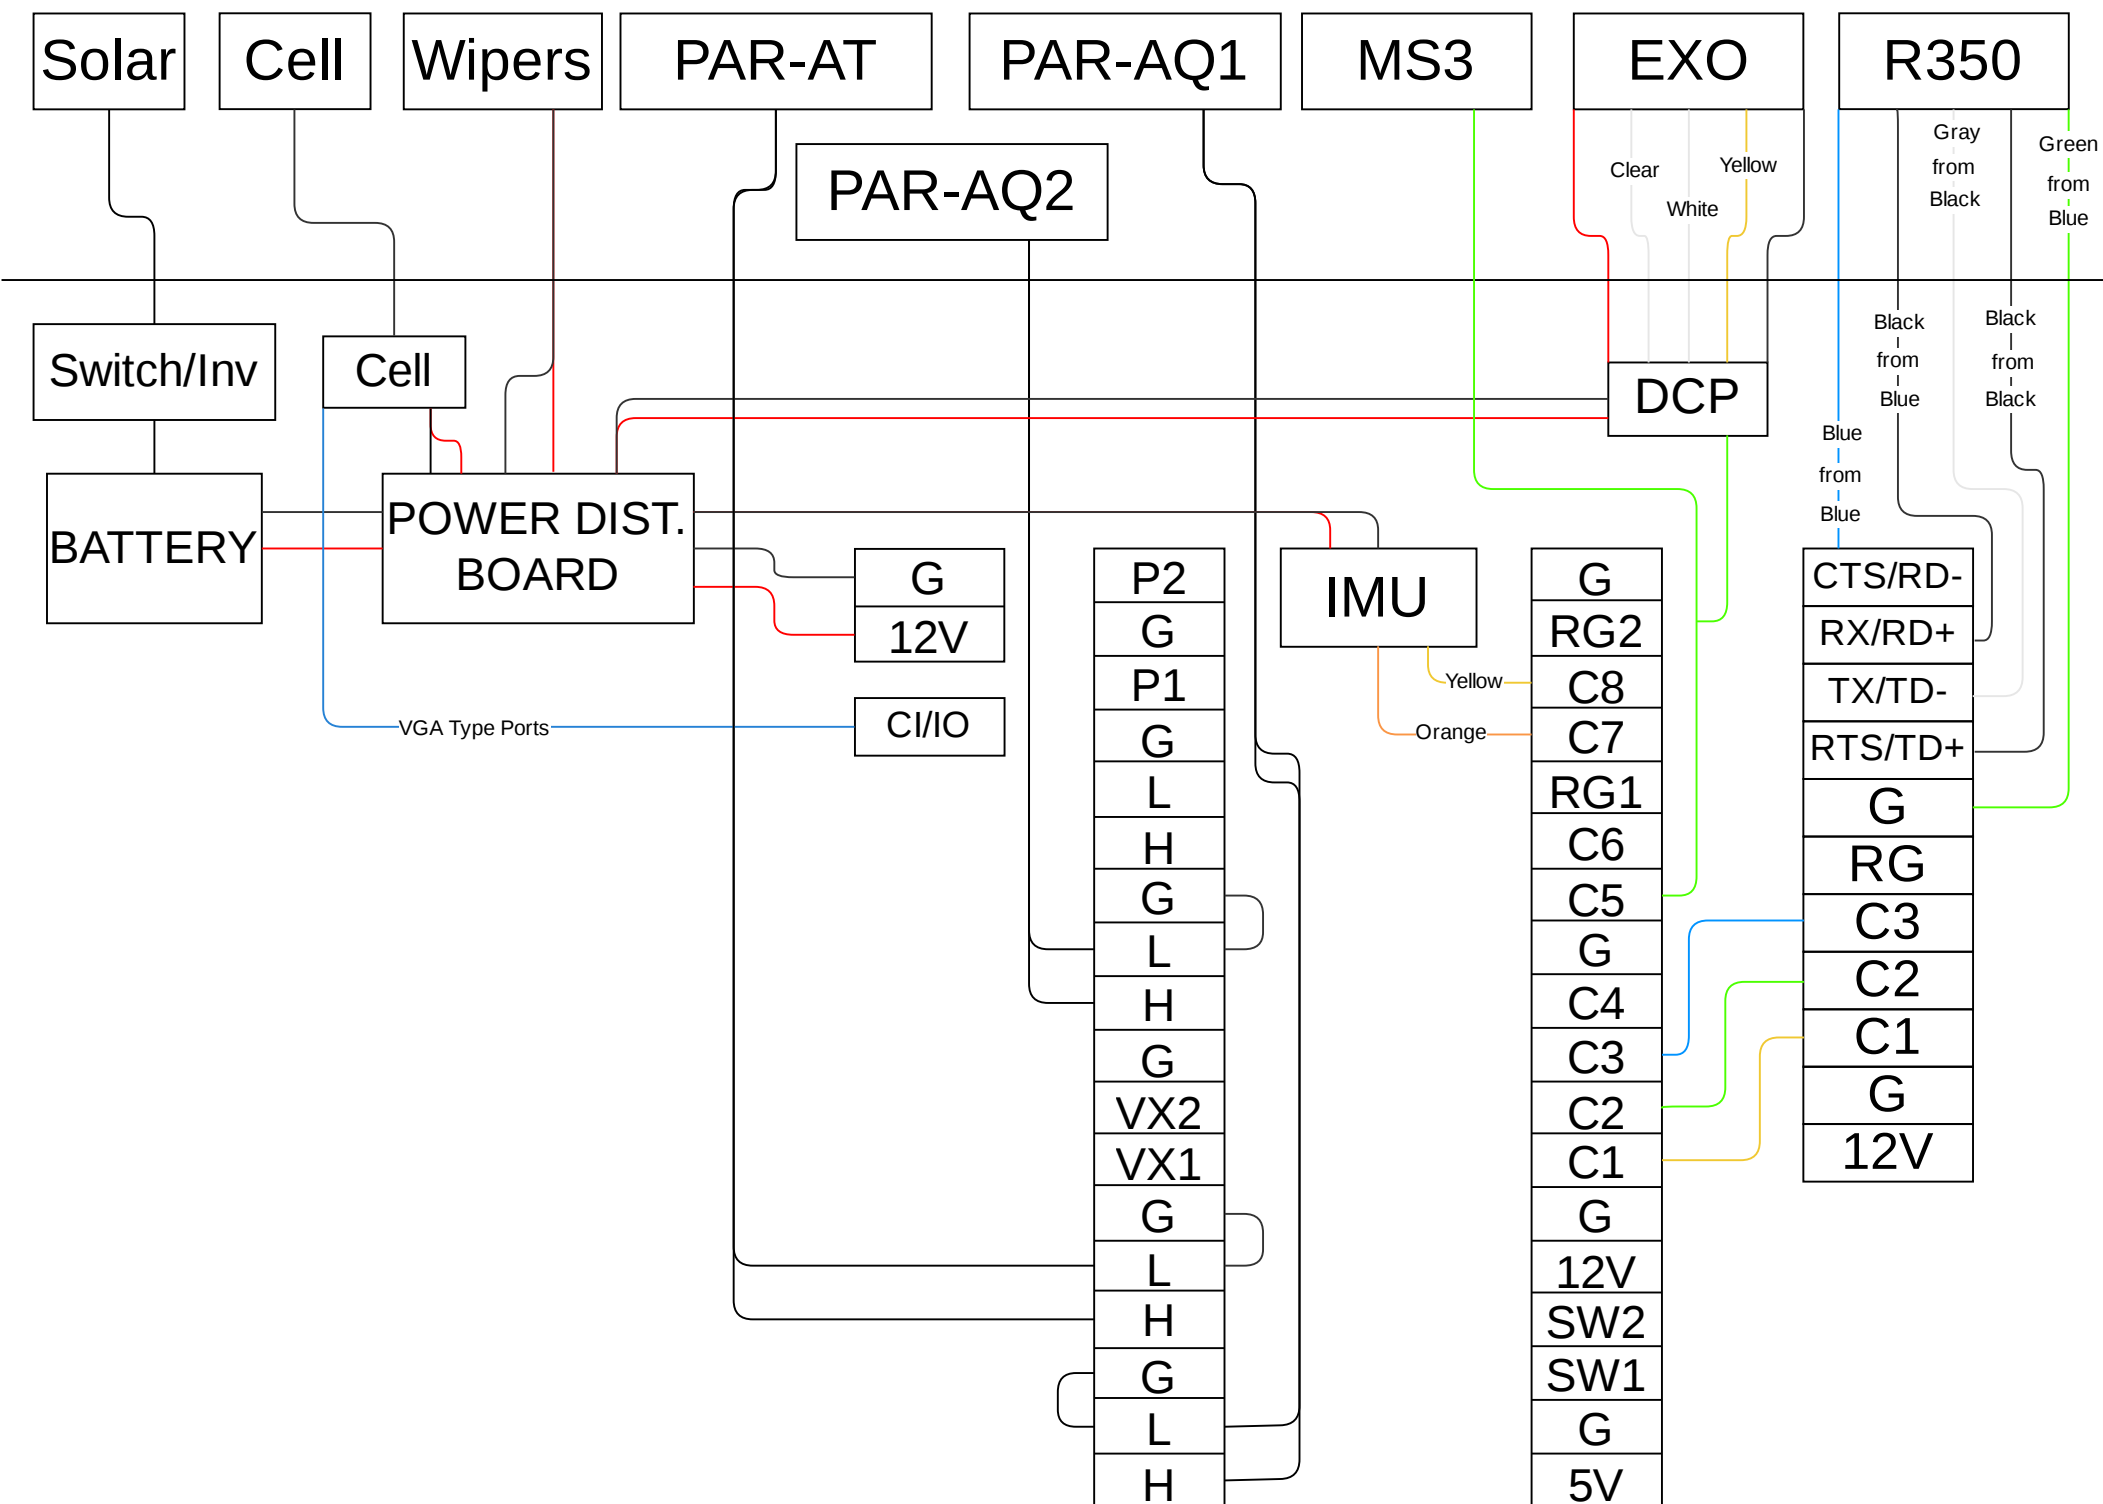 Solar
Cell
Wipers
PAR-AT
PAR-AQ1
MS3
EXO
R350
PAR-AQ2
Clear
White
Yellow
Gray
from
Black
Green
from
Blue
Switch/Inv
Cell
DCP
Black
from
Blue
Black
from
Black
Blue
from
Blue
BATTERY
POWER DIST.
BOARD
G
12V
CI/IO
VGA Type Ports
P2
G
P1
G
L
H
G
L
H
G
VX2
VX1
G
L
H
G
L
H
IMU
Yellow
Orange
G
RG2
C8
C7
RG1
C6
C5
G
C4
C3
C2
C1
G
12V
SW2
SW1
G
5V
CTS/RD-
RX/RD+
TX/TD-
RTS/TD+
G
RG
C3
C2
C1
G
12V